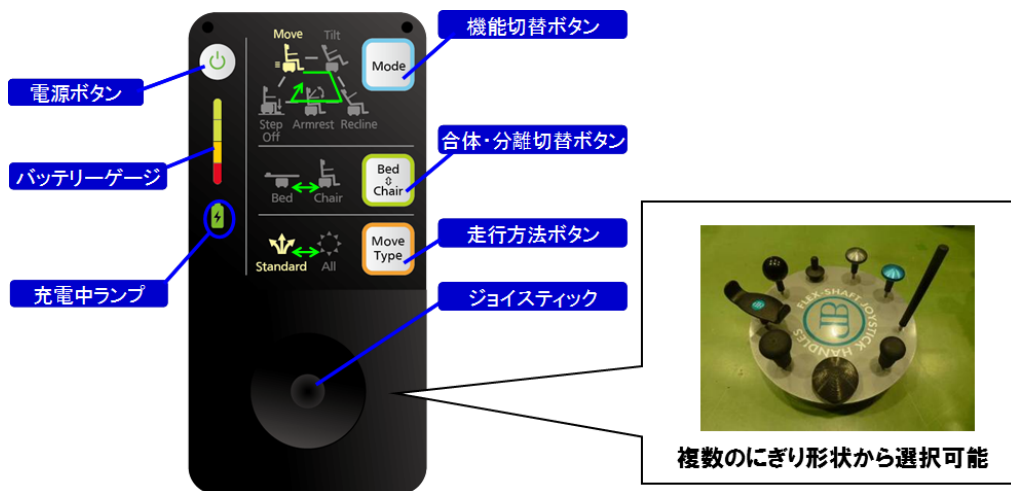 機能切替ボタン
電源ボタン
Move Tilt
Mode
Step Off Armrest Recline
合体・分離切替ボタン
バッテリーゲージ
Bed Chair
Bed
⇕
Chair
走行方法ボタン
Standard All
Move
Type
充電中ランプ
ジョイスティック
FLEX-SHAFT JOYSTICK HANDLES
JB
複数のにぎり形状から選択可能